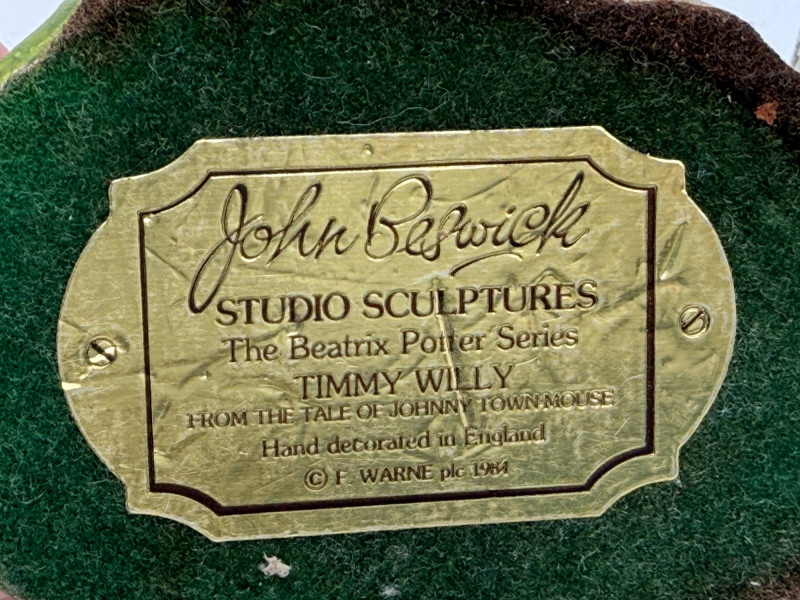 John Beswick
STUDIO SCULPTURES
The Beatrix Potter Series
TIMMY WILLY
FROM THE TALE OF JOHNNY TOWN-MOUSE
Hand decorated in England
© F. WARNE plc 1984